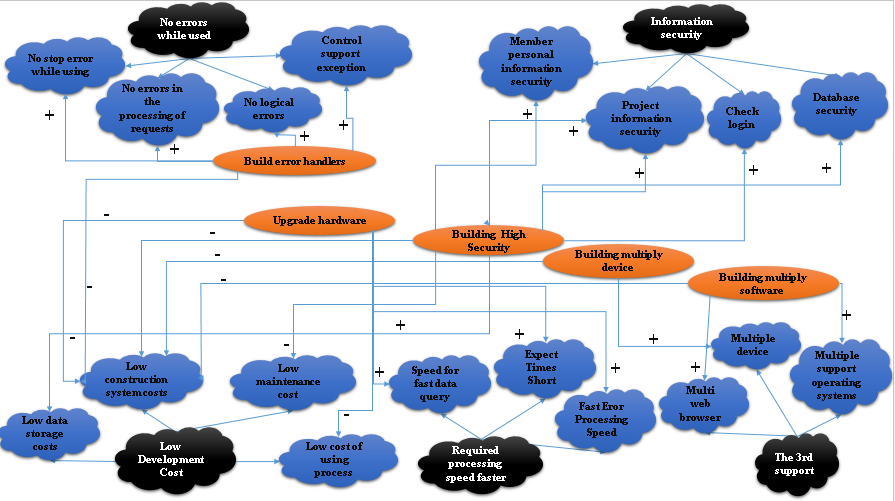 No errors
while used
Information
security
No stop error
while using
Control
support
exception
Member
personal
information
security
No errors in
the
processing of
requests
No logical
errors
Project
information
security
Check
login
Database
security
+
+
+
+
+
+
+
+
+
Build error handlers
-
Upgrade hardware
-
Building High
Security
-
Building multiply
device
-
-
Building multiply
software
+
+
-
-
+
+
+
+
+
-
Low
construction
system costs
Low
maintenance
cost
Speed for
fast data
query
Expect
Times
Short
Multiple
device
Multiple
support
operating
systems
Multi
web
browser
Fast Eror
Processing
Speed
Low data
storage
costs
Low
Development
Cost
Low cost of
using
process
Required
processing
speed faster
The 3rd
support